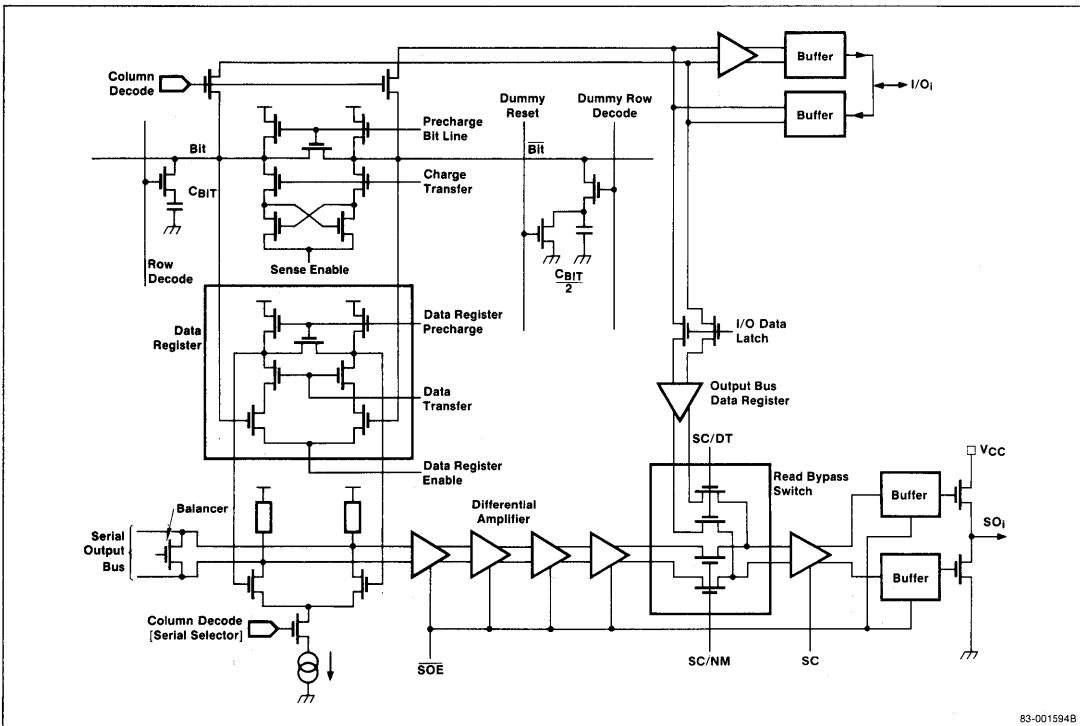 Column
Decode
Buffer
I/Oi
Buffer
Dummy
Reset
Dummy Row
Decode
Precharge
Bit Line
Bit
Bit
Charge
Transfer
CBIT
Row
Decode
Sense Enable
CBIT
2
Data
Register
Data Register
Precharge
Data
Transfer
Data Register
Enable
I/O Data
Latch
Output Bus
Data Register
SC/DT
Read Bypass
Switch
VCC
Balancer
Serial
Output
Bus
Differential
Amplifier
Buffer
SOi
Buffer
Column Decode
[Serial Selector]
SOE
SC/NM
SC
83-001594B